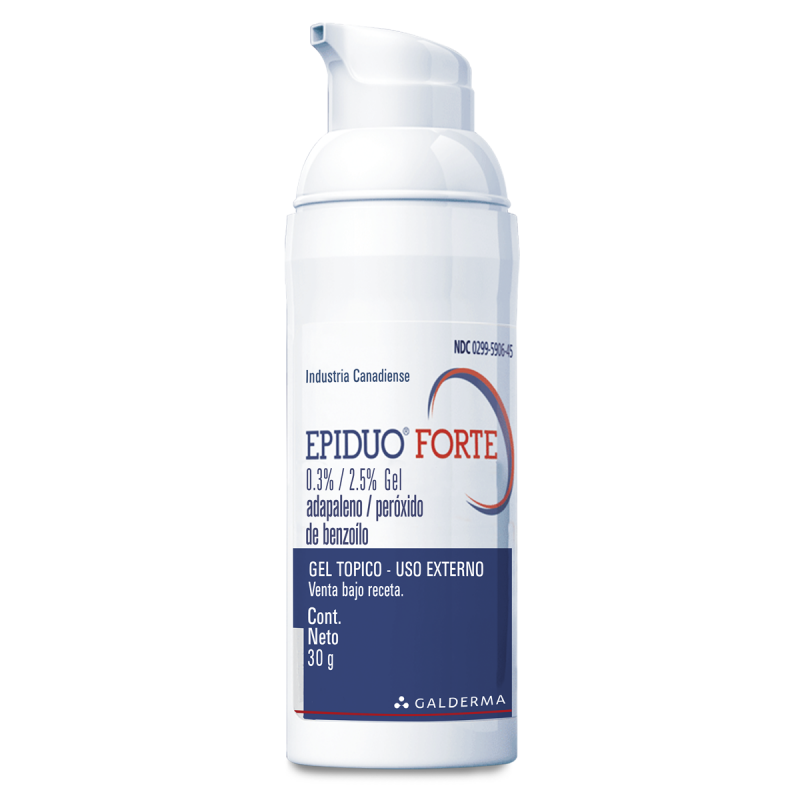 NDC 0299-5906-45
Industria Canadiense
EPIDUO® FORTE
0.3% / 2.5% Gel
adapaleno / peróxido
de benzoílo
GEL TOPICO - USO EXTERNO
Venta bajo receta.
Cont.
Neto
30 g
GALDERMA